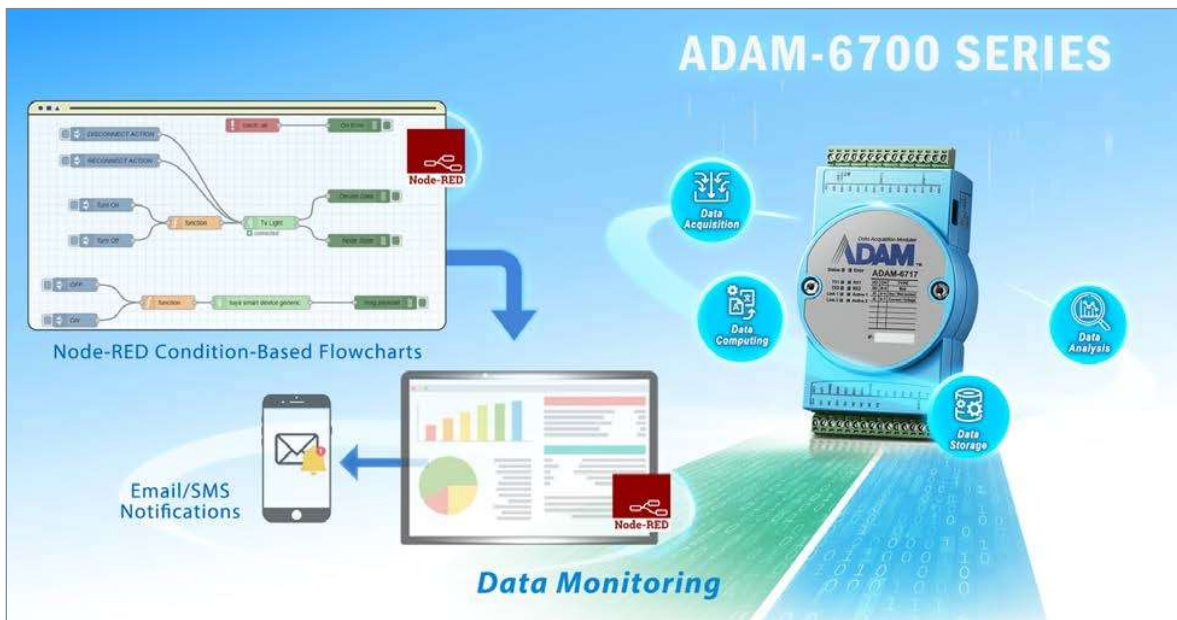 ADAM-6700 SERIES
DISCONNECT ACTION
RECONNECT ACTION
catch: all
On Error
Node-RED
Turn On
Turn Off
function
Tv Light
connected
Device Data
Node State
OFF
ON
function
tuya smart device generic
msg.payload
Node-RED Condition-Based Flowcharts
Email/SMS
Notifications
Node-RED
Data Monitoring
Data
Acquisition
Data
Computing
Data
Analysis
Data
Storage
Data Acquisition Modules
ADAM
Status
Error
ADAM-6717